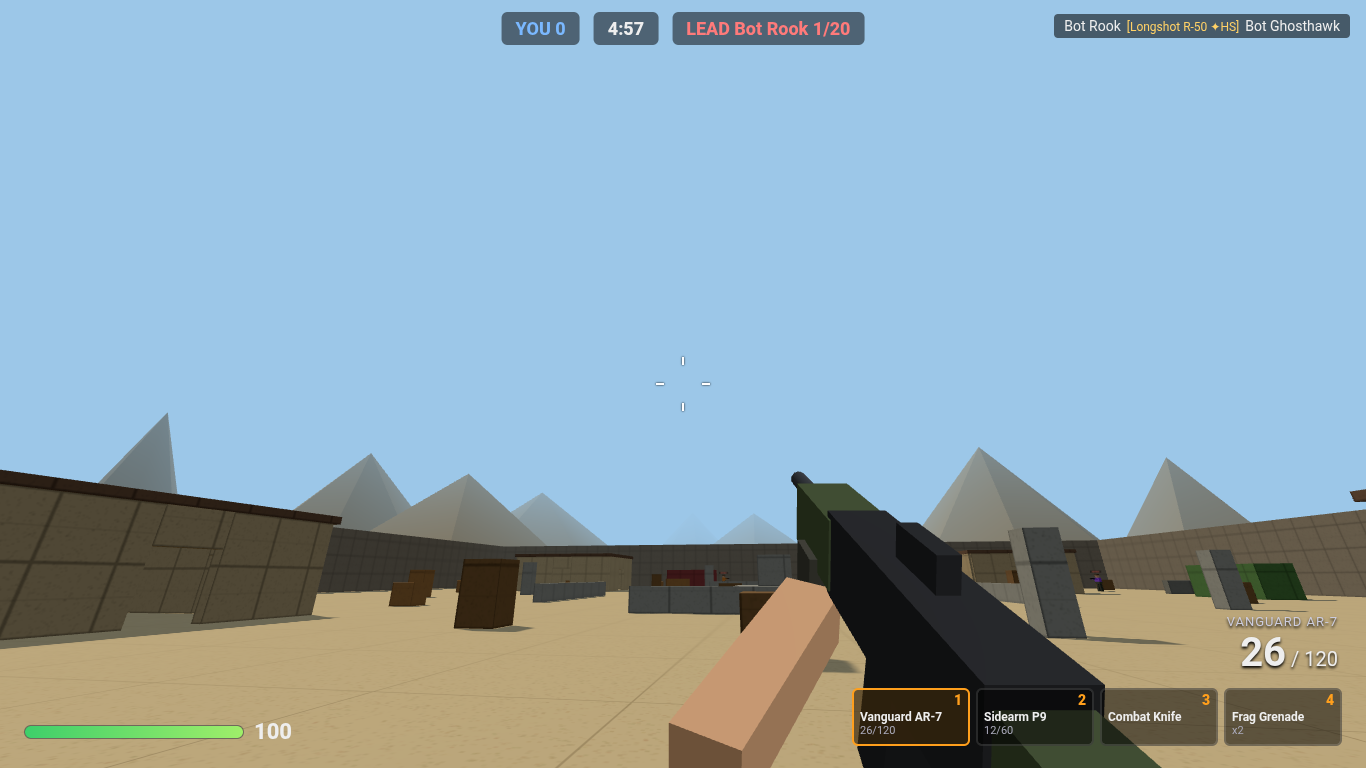 YOU 0
4:57
LEAD Bot Rook 1/20
Bot Rook [Longshot R-50 ✦HS] Bot Ghosthawk
VANGUARD AR-7
26 / 120
100
1
Vanguard AR-7
26/120
2
Sidearm P9
12/60
3
Combat Knife
4
Frag Grenade
x2